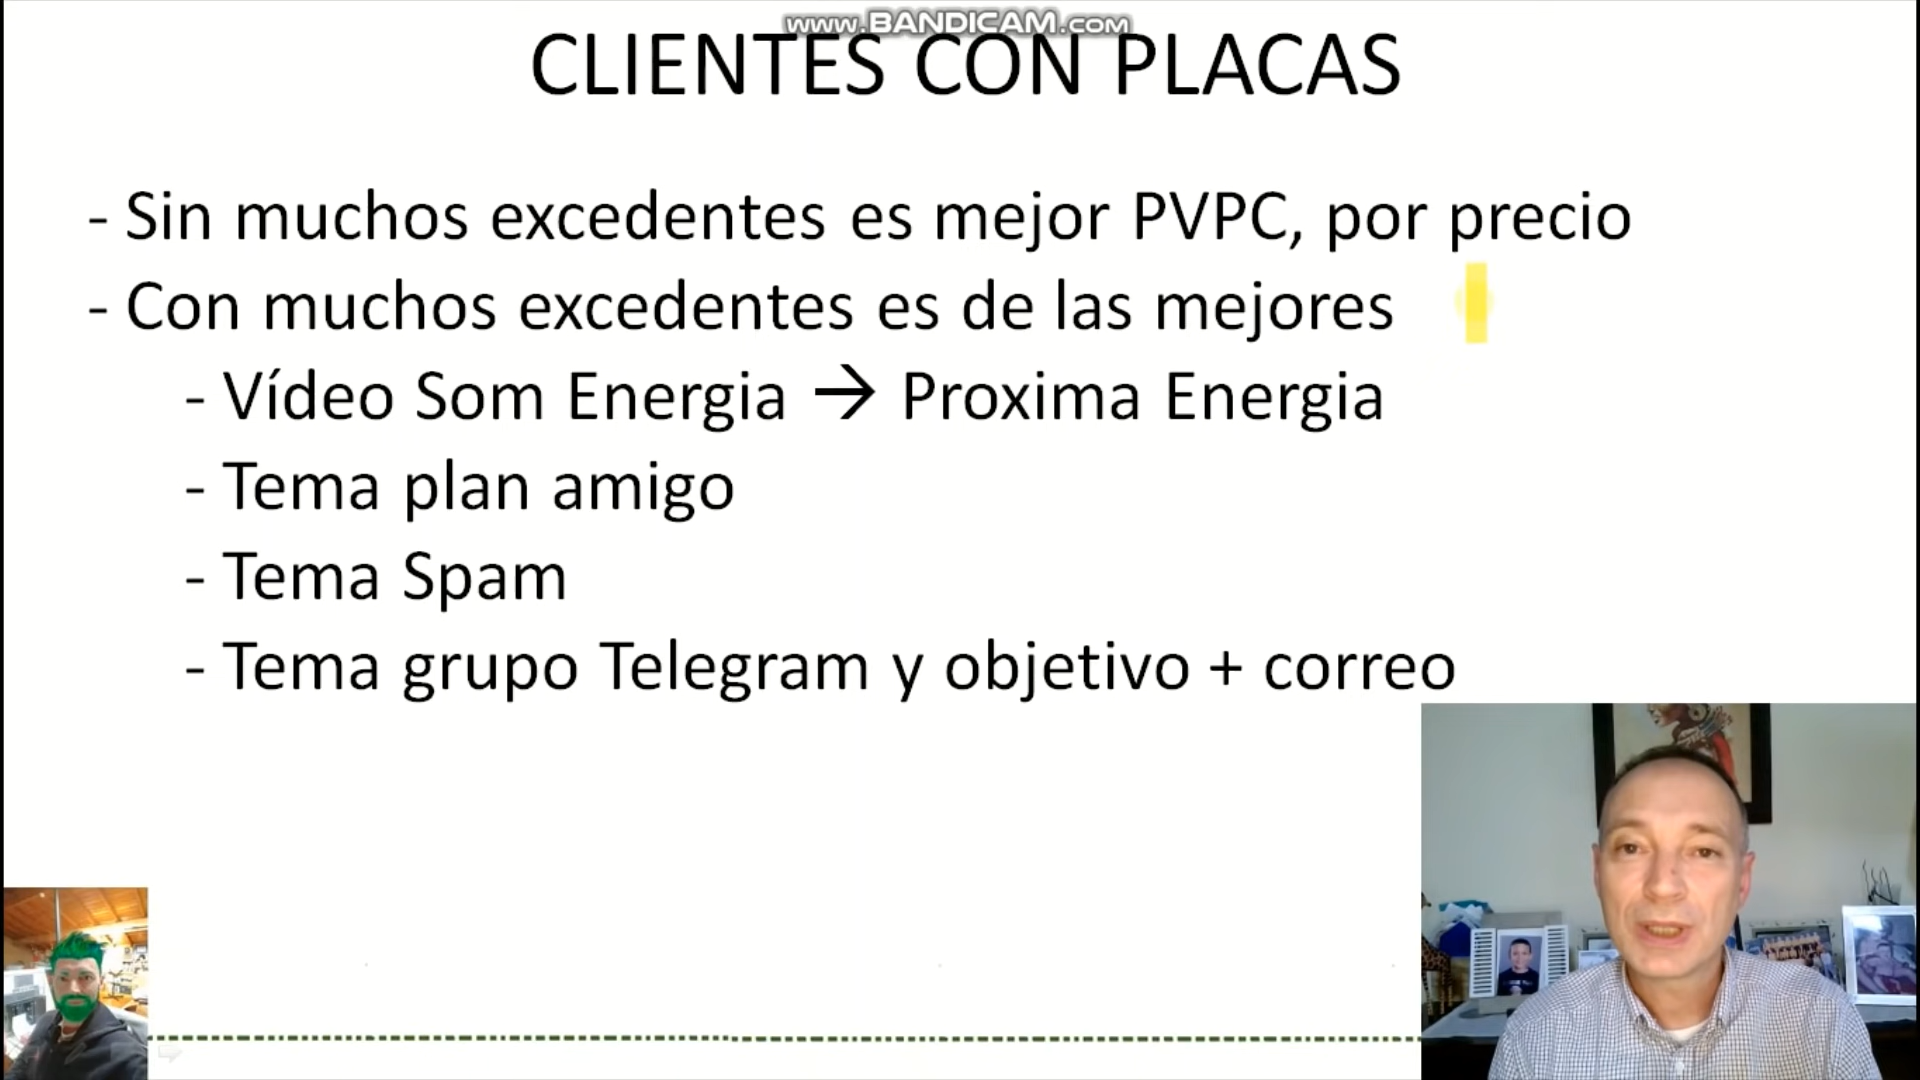 www.BANDICAM.com
CLIENTES CON PLACAS
- Sin muchos excedentes es mejor PVPC, por precio
- Con muchos excedentes es de las mejores
- Vídeo Som Energia → Proxima Energia
- Tema plan amigo
- Tema Spam
- Tema grupo Telegram y objetivo + correo